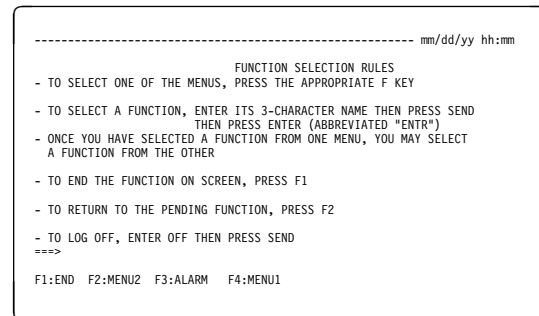 --------------------------------------------------------- mm/dd/yy hh:mm
FUNCTION SELECTION RULES
- TO SELECT ONE OF THE MENUS, PRESS THE APPROPRIATE F KEY
- TO SELECT A FUNCTION, ENTER ITS 3-CHARACTER NAME THEN PRESS SEND
THEN PRESS ENTER (ABBREVIATED "ENTR")
- ONCE YOU HAVE SELECTED A FUNCTION FROM ONE MENU, YOU MAY SELECT
A FUNCTION FROM THE OTHER
- TO END THE FUNCTION ON SCREEN, PRESS F1
- TO RETURN TO THE PENDING FUNCTION, PRESS F2
- TO LOG OFF, ENTER OFF THEN PRESS SEND
===>
F1:END F2:MENU2 F3:ALARM F4:MENU1